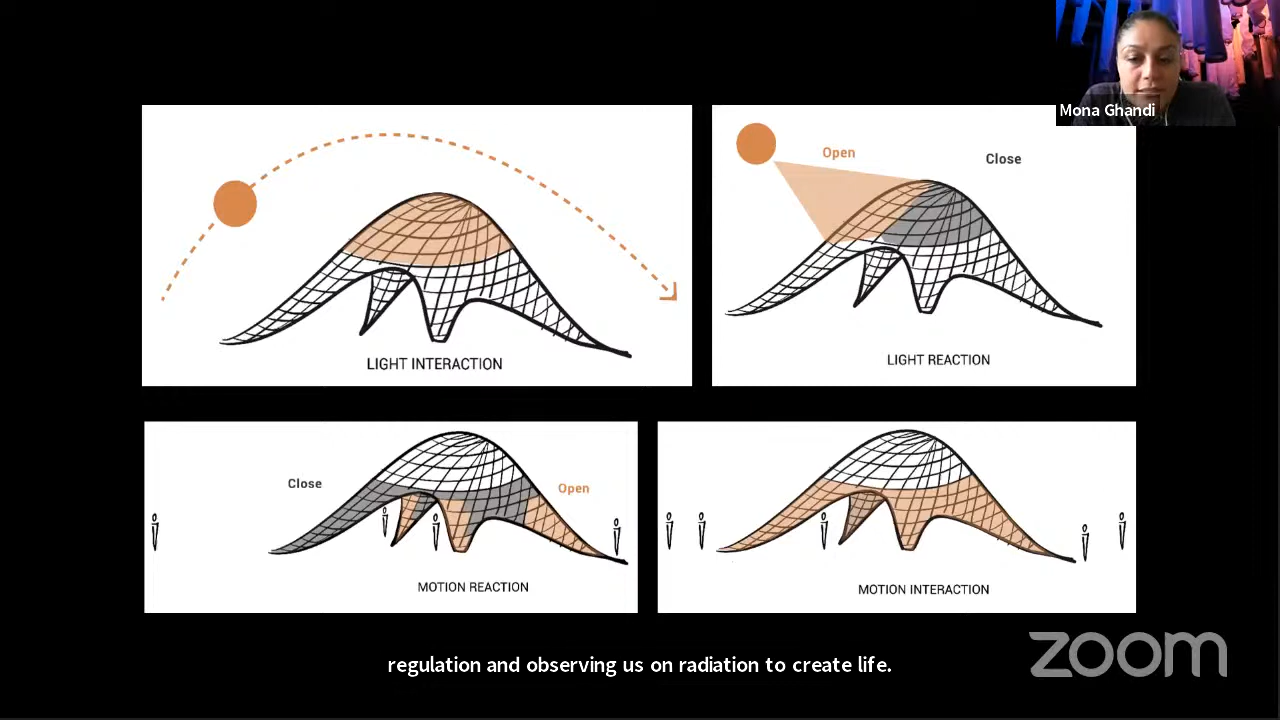 Mona Ghandi
Open
Close
LIGHT INTERACTION
LIGHT REACTION
Close
Open
MOTION REACTION
MOTION INTERACTION
regulation and observing us on radiation to create life.
zoom